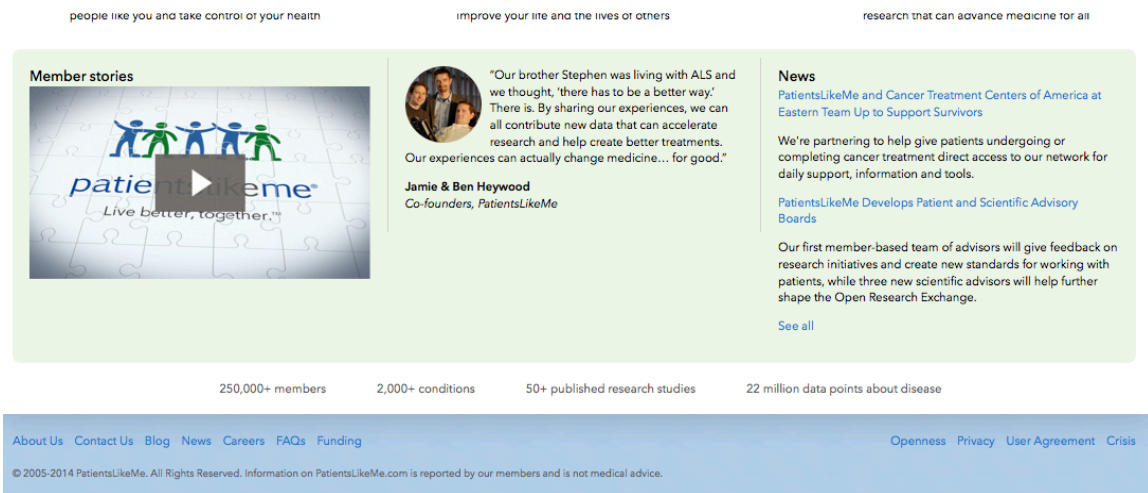 people like you and take control of your health
improve your life and the lives of others
research that can advance medicine for all
Member stories
patientslikeme®
Live better, together.™
“Our brother Stephen was living with ALS and
we thought, ‘there has to be a better way.’
There is. By sharing our experiences, we can
all contribute new data that can accelerate
research and help create better treatments.
Our experiences can actually change medicine… for good.”
Jamie & Ben Heywood
Co-founders, PatientsLikeMe
News
PatientsLikeMe and Cancer Treatment Centers of America at
Eastern Team Up to Support Survivors
We're partnering to help give patients undergoing or
completing cancer treatment direct access to our network for
daily support, information and tools.
PatientsLikeMe Develops Patient and Scientific Advisory
Boards
Our first member-based team of advisors will give feedback on
research initiatives and create new standards for working with
patients, while three new scientific advisors will help further
shape the Open Research Exchange.
See all
250,000+ members 2,000+ conditions 50+ published research studies 22 million data points about disease
About Us Contact Us Blog News Careers FAQs Funding Openness Privacy User Agreement Crisis
© 2005-2014 PatientsLikeMe. All Rights Reserved. Information on PatientsLikeMe.com is reported by our members and is not medical advice.